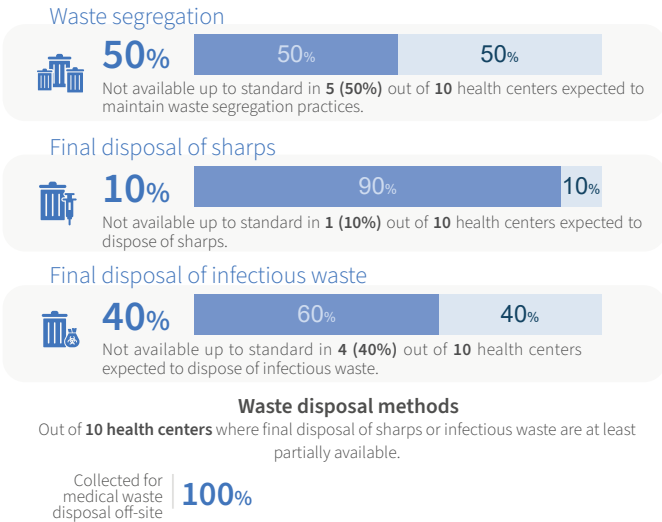 Waste segregation
50% 50% 50%
Not available up to standard in 5 (50%) out of 10 health centers expected to
maintain waste segregation practices.
Final disposal of sharps
10% 90% 10%
Not available up to standard in 1 (10%) out of 10 health centers expected to
dispose of sharps.
Final disposal of infectious waste
40% 60% 40%
Not available up to standard in 4 (40%) out of 10 health centers
expected to dispose of infectious waste.
Waste disposal methods
Out of 10 health centers where final disposal of sharps or infectious waste are at least
partially available.
Collected for
medical waste
disposal off-site
100%